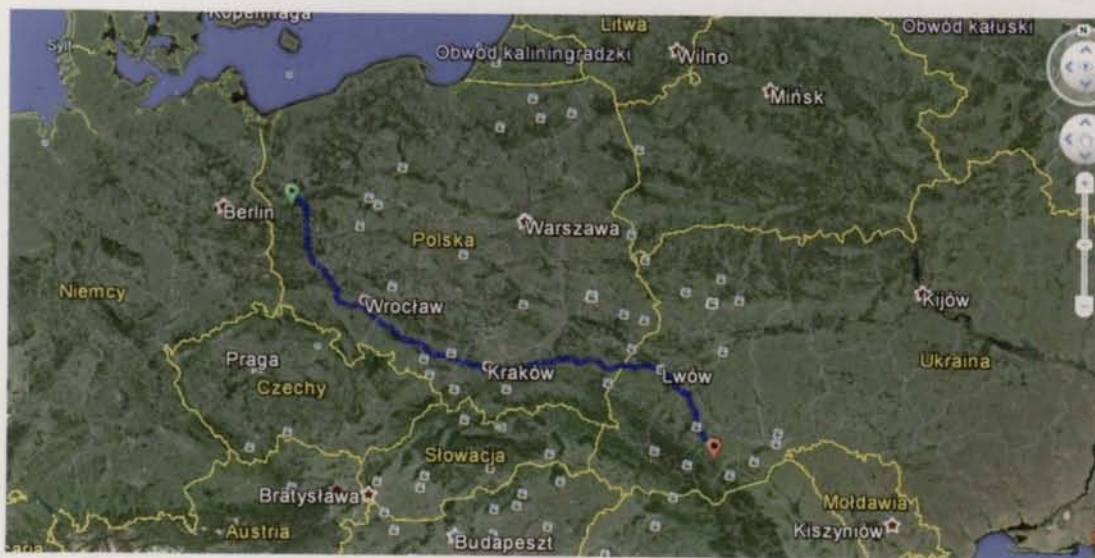 Kopenhaga
Litwa
Obwód kałuski
Sylt
Obwód kaliningradzki
Wilno
N
Mińsk
Berlin
Warszawa
Polska
Niemcy
Wrocław
Kijów
Praga
Kraków
Lwów
Ukraina
Czechy
Słowacja
Bratysława
Mołdawia
Austria
Kiszyniów
Budapeszt